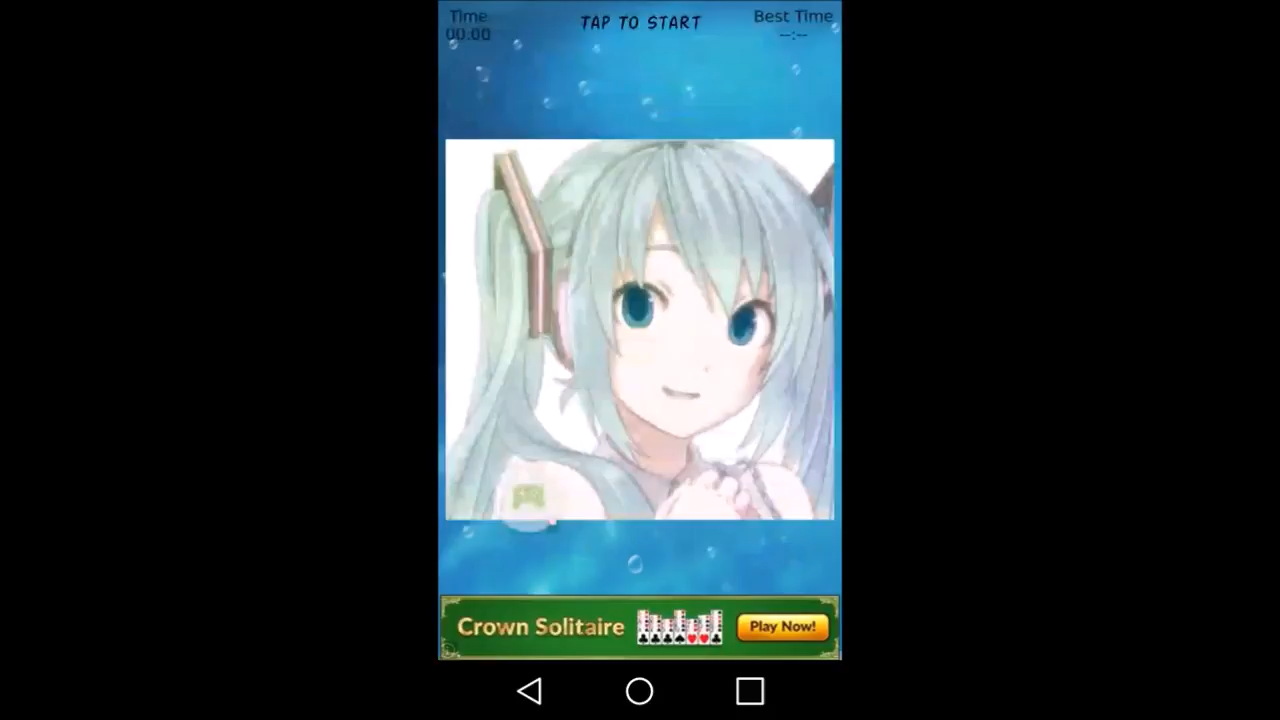 Time
00.00
TAP TO START
Best Time
--:--
Crown Solitaire
Play Now!